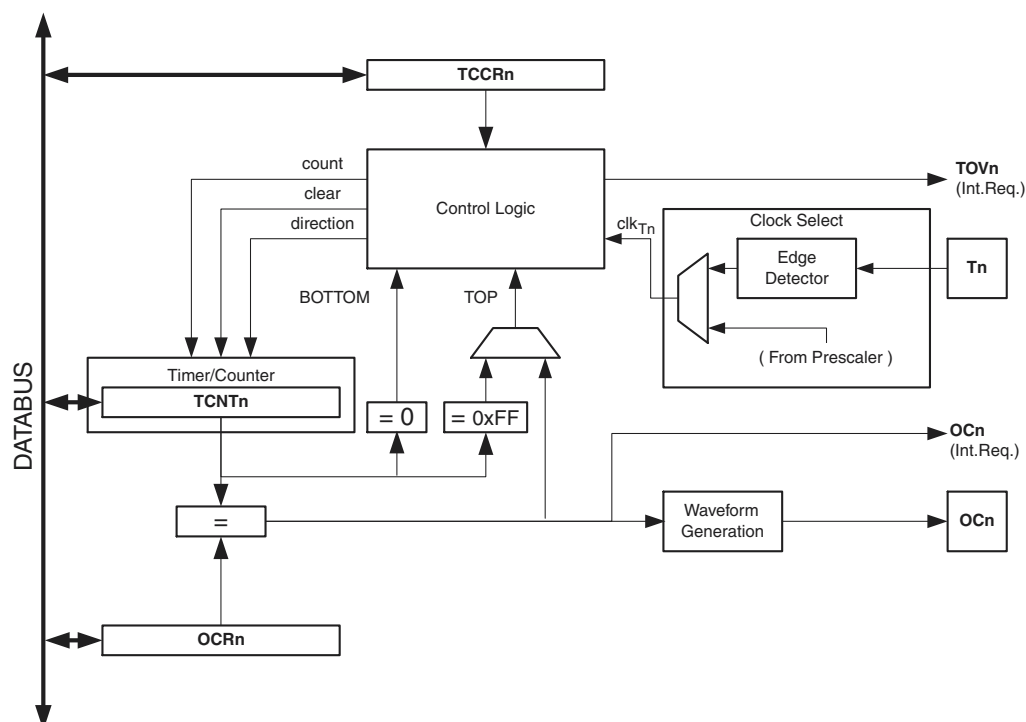 TCCRn
count
clear
direction
Control Logic
TOVn
(Int.Req.)
clkTn
Clock Select
Edge
Detector
Tn
( From Prescaler )
BOTTOM
TOP
Timer/Counter
TCNTn
= 0
= 0xFF
DATABUS
OCn
(Int.Req.)
=
Waveform
Generation
OCn
OCRn